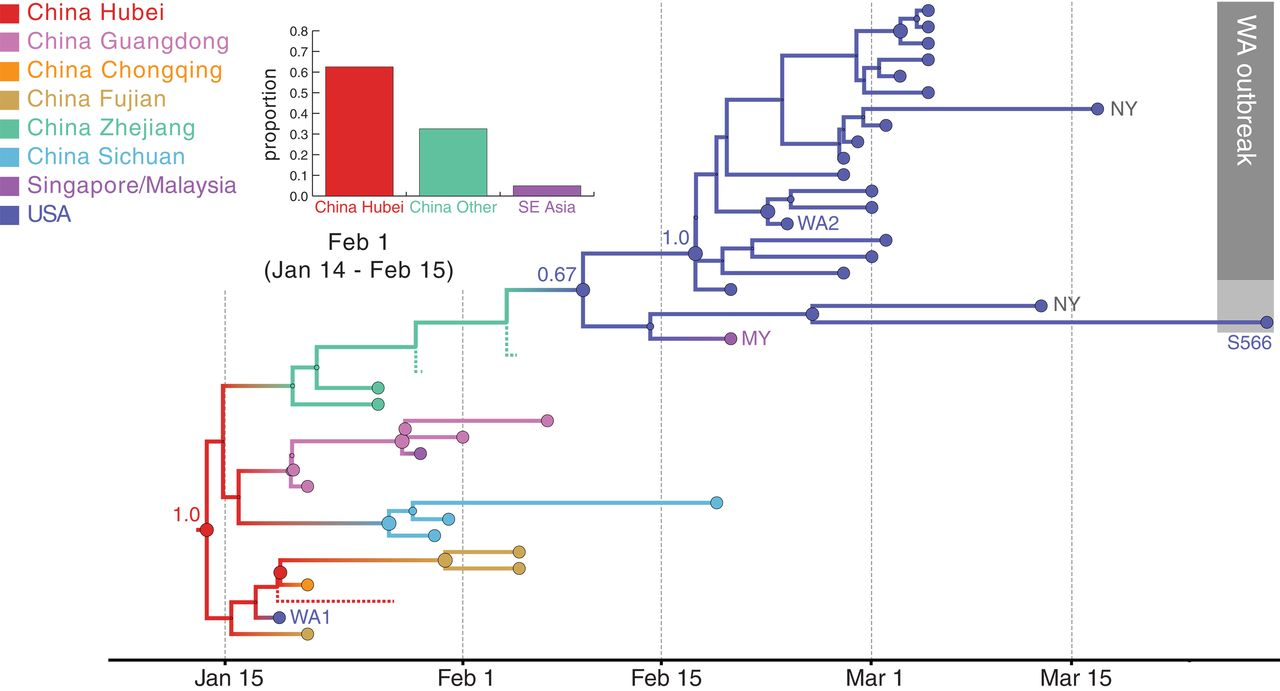 China Hubei
China Guangdong
China Chongqing
China Fujian
China Zhejiang
China Sichuan
Singapore/Malaysia
USA
proportion
0.8
0.7
0.6
0.5
0.4
0.3
0.2
0.1
0.0
China Hubei China Other SE Asia
Feb 1
(Jan 14 - Feb 15)
WA outbreak
NY
WA2
1.0
0.67
NY
S566
MY
1.0
WA1
Jan 15 Feb 1 Feb 15 Mar 1 Mar 15